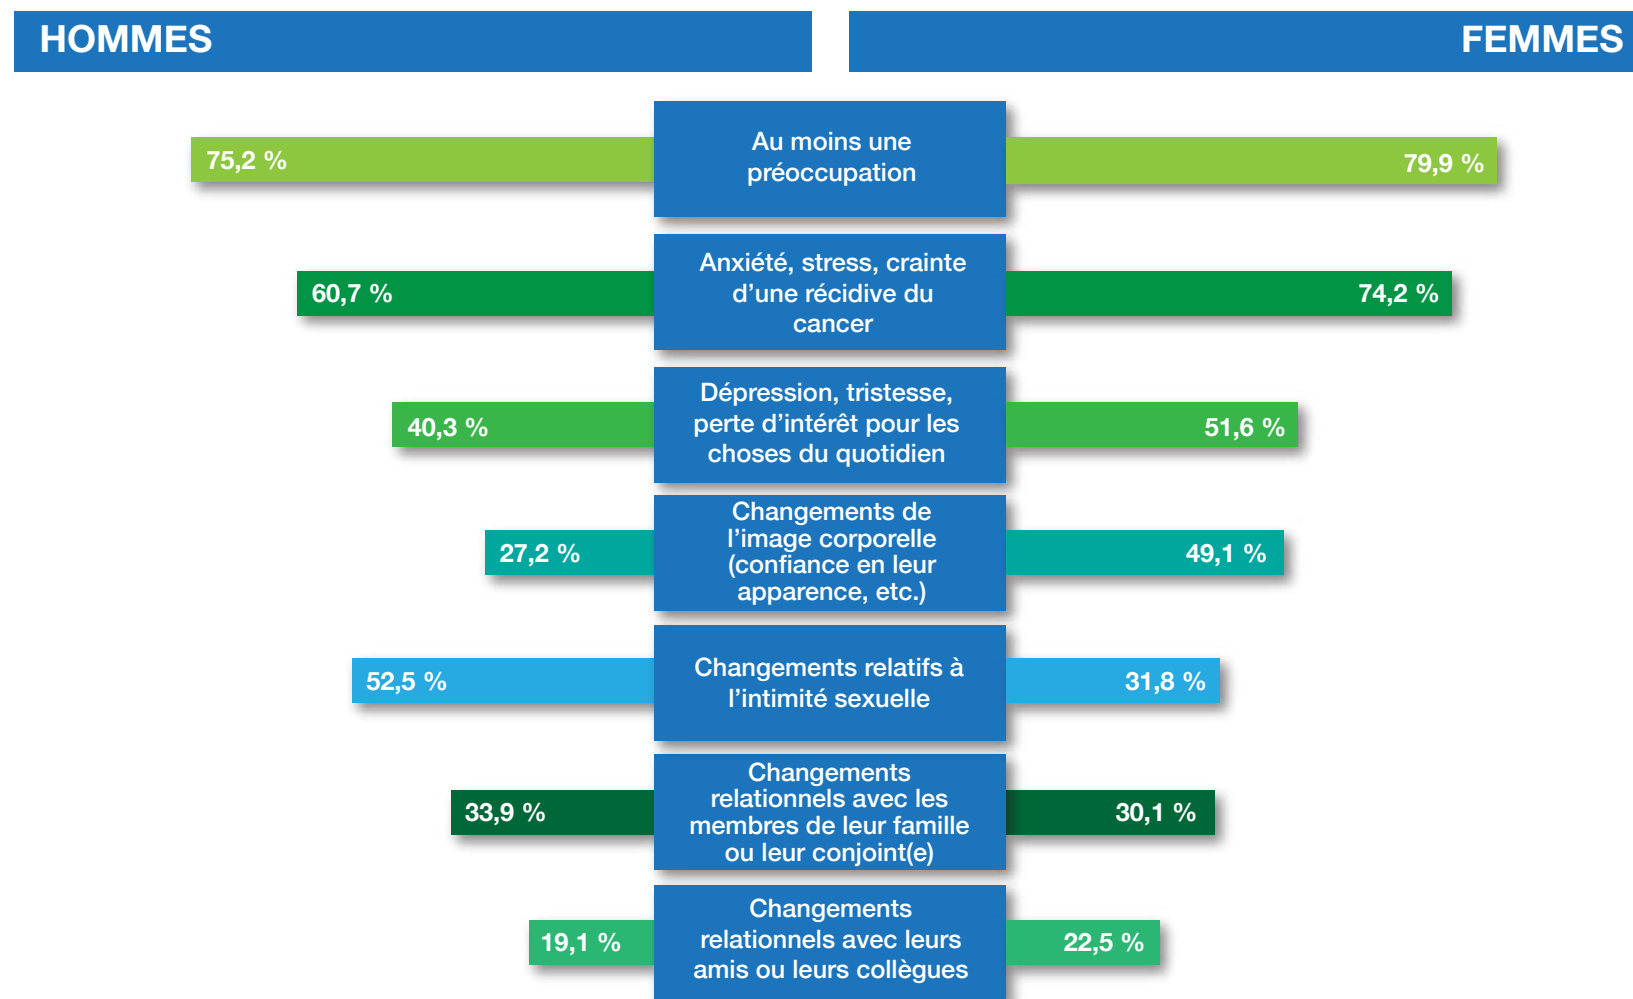 HOMMES
FEMMES
75,2 %
Au moins une
préoccupation
79,9 %
60,7 %
Anxiété, stress, crainte
d’une récidive du
cancer
74,2 %
40,3 %
Dépression, tristesse,
perte d’intérêt pour les
choses du quotidien
51,6 %
27,2 %
Changements de
l’image corporelle
(confiance en leur
apparence, etc.)
49,1 %
52,5 %
Changements relatifs à
l’intimité sexuelle
31,8 %
33,9 %
Changements
relationnels avec les
membres de leur famille
ou leur conjoint(e)
30,1 %
19,1 %
Changements
relationnels avec leurs
amis ou leurs collègues
22,5 %